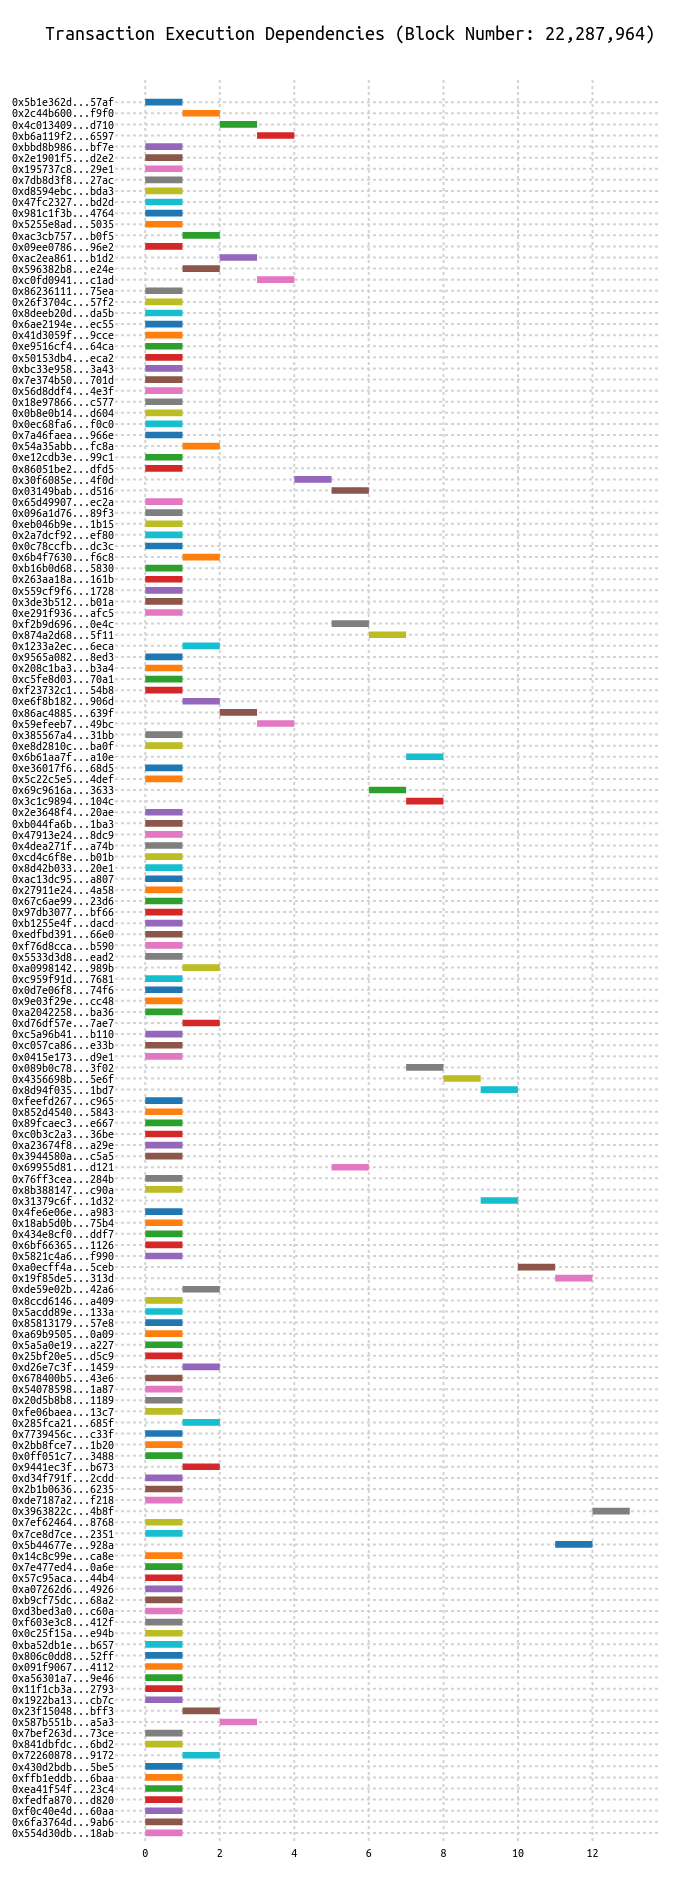 Transaction Execution Dependencies (Block Number: 22,287,964)
0x5b1e362d...57af
0x2c44b600...f9f0
0x4c013409...d710
0xb6a119f2...6597
0xbbd8b986...bf7e
0x2e1901f5...d2e2
0x195737c8...29e1
0x7db8d3f8...27ac
0xd8594ebc...bda3
0x47fc2327...bd2d
0x981c1f3b...4764
0x5255e8ad...5035
0xac3cb757...b0f5
0x09ee0786...96e2
0xac2ea861...b1d2
0x596382b8...e24e
0xc0fd0941...c1ad
0x86236111...75ea
0x26f3704c...57f2
0x8deeb20d...da5b
0x6ae2194e...ec55
0x41d3059f...9cce
0xe9516cf4...64ca
0x50153db4...eca2
0xbc33e958...3a43
0x7e374b50...701d
0x56d8ddf4...4e3f
0x18e97866...c577
0x0b8e0b14...d604
0x0ec68fa6...f0c0
0x7a46faea...966e
0x54a35abb...fc8a
0xe12cdb3e...99c1
0x86051be2...dfd5
0x30f6085e...4f0d
0x03149bab...d516
0x65d49907...ec2a
0x096a1d76...89f3
0xeb046b9e...1b15
0x2a7dcf92...ef80
0x0c78ccfb...dc3c
0x6b4f7630...f6c8
0xb16b0d68...5830
0x263aa18a...161b
0x559cf9f6...1728
0x3de3b512...b01a
0xe291f936...afc5
0xf2b9d696...0e4c
0x874a2d68...5f11
0x1233a2ec...6eca
0x9565a082...8ed3
0x208c1ba3...b3a4
0xc5fe8d03...70a1
0xf23732c1...54b8
0xe6f8b182...906d
0x86ac4885...639f
0x59efeeb7...49bc
0x385567a4...31bb
0xe8d2810c...ba0f
0x6b61aa7f...a10e
0xe36017f6...68d5
0x5c22c5e5...4def
0x69c9616a...3633
0x3c1c9894...104c
0x2e3648f4...20ae
0xb044fa6b...1ba3
0x47913e24...8dc9
0x4dea271f...a74b
0xcd4c6f8e...b01b
0x8d42b033...20e1
0xac13dc95...a807
0x27911e24...4a58
0x67c6ae99...23d6
0x97db3077...bf66
0xb1255e4f...dacd
0xedfbd391...66e0
0xf76d8cca...b590
0x5533d3d8...ead2
0xa0998142...989b
0xc959f91d...7681
0x0d7e06f8...74f6
0x9e03f29e...cc48
0xa2042258...ba36
0xd76df57e...7ae7
0xc5a96b41...b110
0xc057ca86...e33b
0x0415e173...d9e1
0x089b0c78...3f02
0x4356698b...5e6f
0x8d94f035...1bd7
0xfeefd267...c965
0x852d4540...5843
0x89fcaec3...e667
0xc0b3c2a3...36be
0xa23674f8...a29e
0x3944580a...c5a5
0x69955d81...d121
0x76ff3cea...284b
0x8b388147...c90a
0x31379c6f...1d32
0x4fe6e06e...a983
0x18ab5d0b...75b4
0x434e8cf0...ddf7
0x6bf66365...1126
0x5821c4a6...f990
0xa0ecff4a...5ceb
0x19f85de5...313d
0xde59e02b...42a6
0x8ccd6146...a409
0x5acdd89e...133a
0x85813179...57e8
0xa69b9505...0a09
0x5a5a0e19...a227
0x25bf20e5...d5c9
0xd26e7c3f...1459
0x678400b5...43e6
0x54078598...1a87
0x20d5b8b8...1189
0xfe06baea...13c7
0x285fca21...685f
0x7739456c...c33f
0x2bb8fce7...1b20
0x0ff051c7...3488
0x9441ec3f...b673
0xd34f791f...2cdd
0x2b1b0636...6235
0xde7187a2...f218
0x3963822c...4b8f
0x7ef62464...8768
0x7ce8d7ce...2351
0x5b44677e...928a
0x14c8c99e...ca8e
0x7e477ed4...0a6e
0x57c95aca...44b4
0xa07262d6...4926
0xb9cf75dc...68a2
0xd3bed3a0...c60a
0xf603e3c8...412f
0x0c25f15a...e94b
0xba52db1e...b657
0x806c0dd8...52ff
0x091f9067...4112
0xa56301a7...9e46
0x11f1cb3a...2793
0x1922ba13...cb7c
0x23f15048...bff3
0x587b551b...a5a3
0x7bef263d...73ce
0x841dbfdc...6bd2
0x72260878...9172
0x430d2bdb...5be5
0xffb1eddb...6baa
0xea41f54f...23c4
0xfedfa870...d820
0xf0c40e4d...60aa
0x6fa3764d...9ab6
0x554d30db...18ab
0 2 4 6 8 10 12